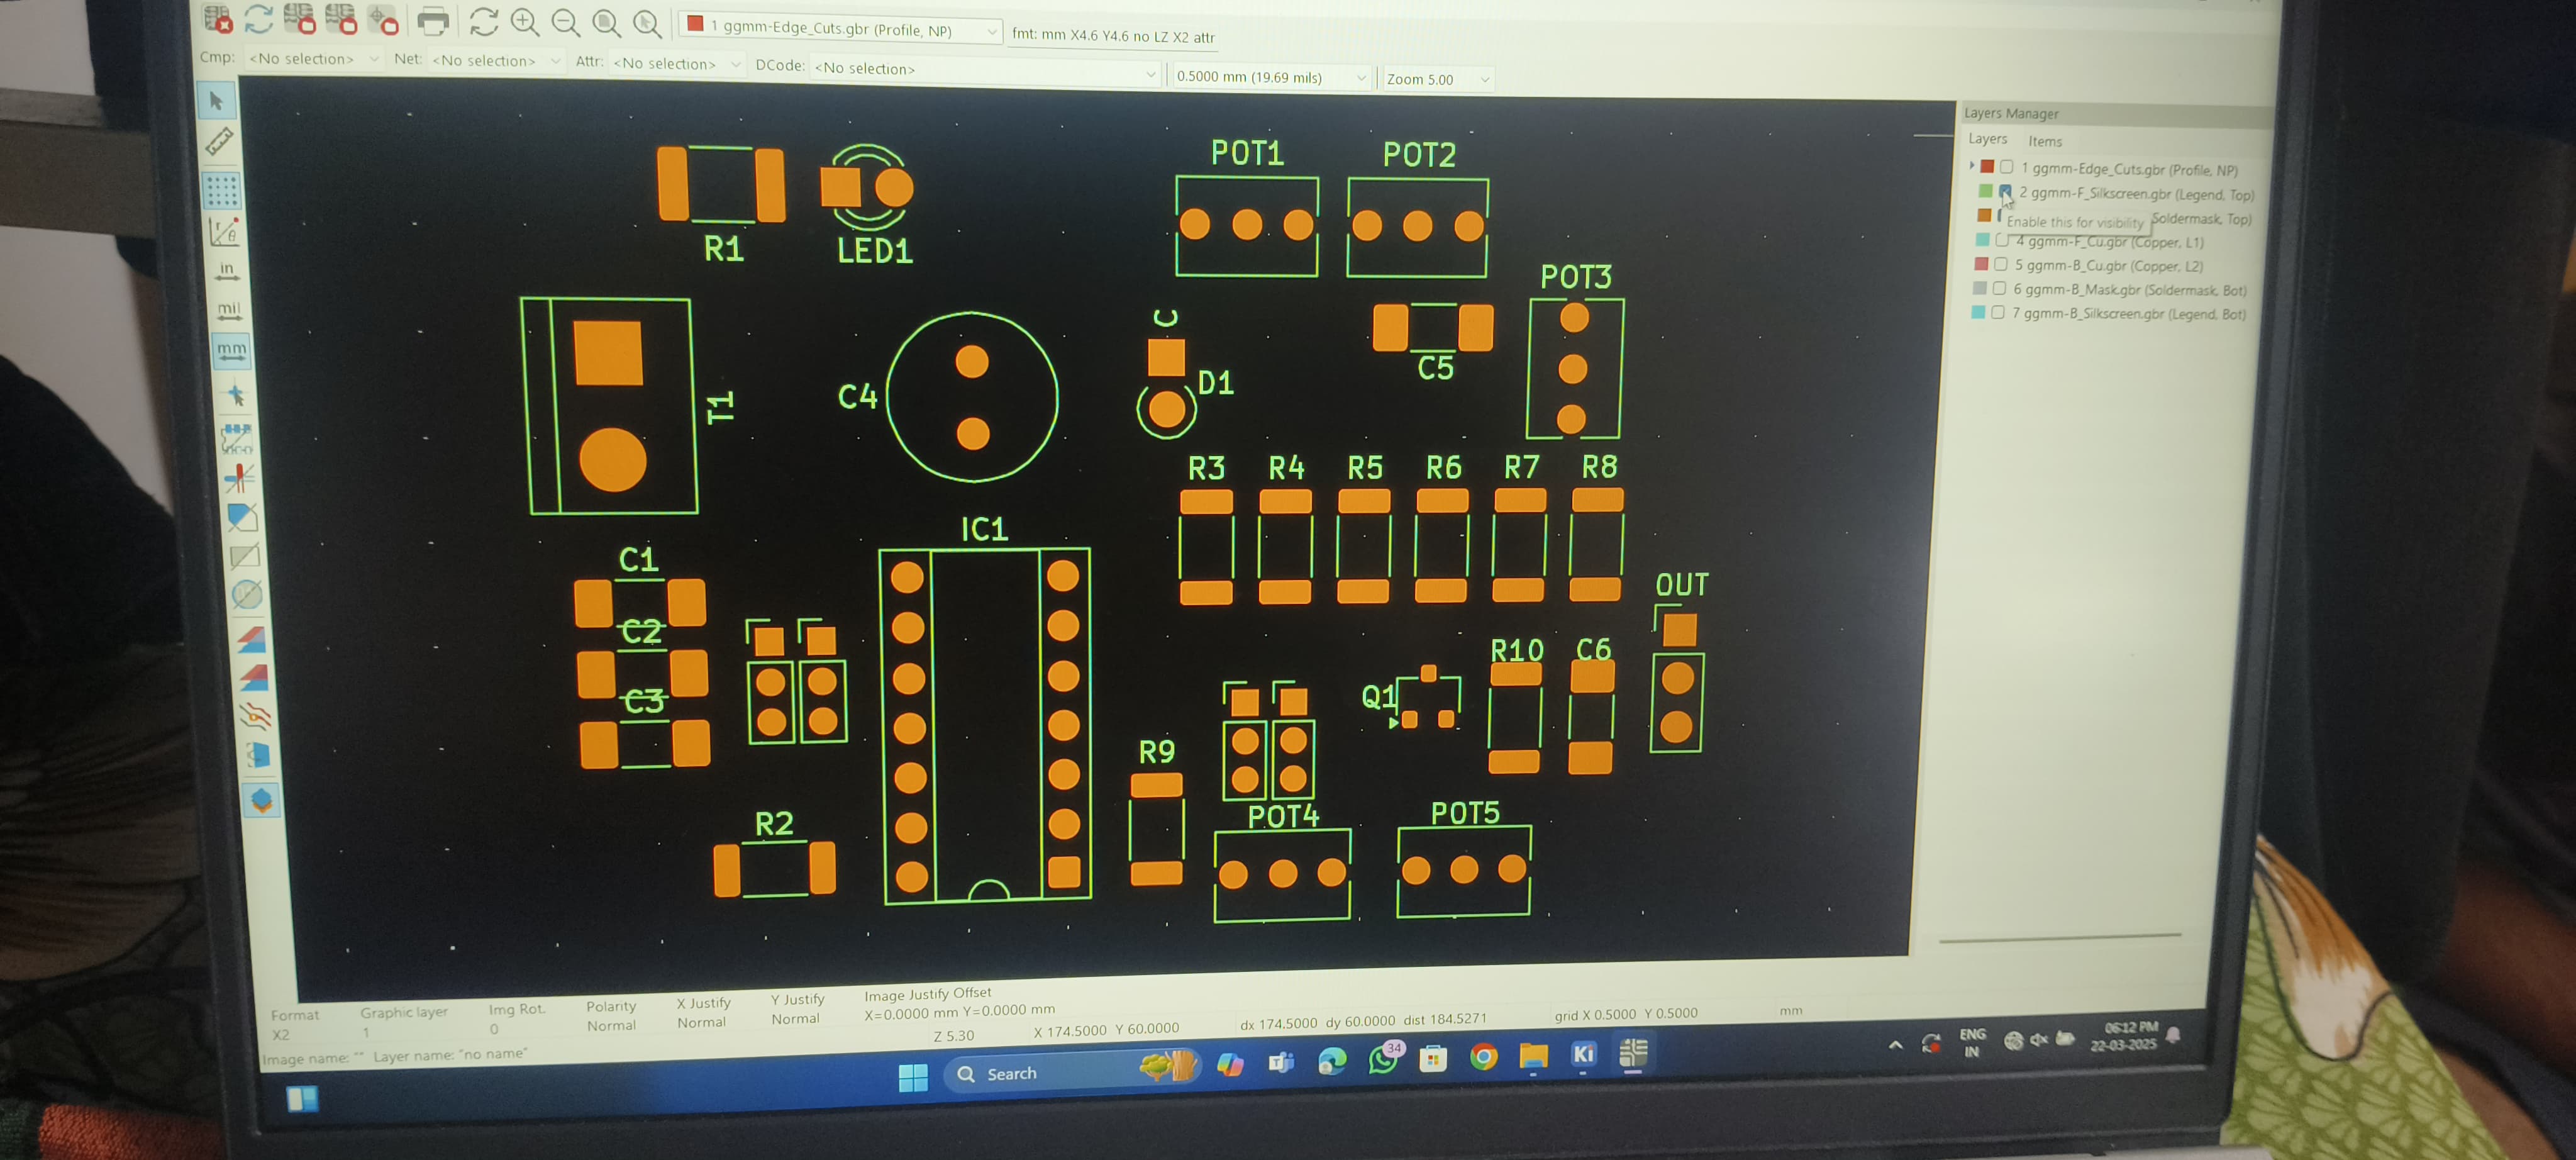 1 ggmm-Edge_Cuts.gbr (Profile, NP)
fmt: mm X4.6 Y4.6 no LZ X2 attr
Cmp: <No selection> Net: <No selection> Attr: <No selection> DCode: <No selection> 0.5000 mm (19.69 mils) Zoom 5.00
in
mil
mm
R1
LED1
POT1
POT2
POT3
T1
C4
C
D1
C5
R3 R4 R5 R6 R7 R8
IC1
C1
C2
C3
OUT
R10 C6
Q1
R9
R2
POT4
POT5
Layers Manager
Layers Items
1 ggmm-Edge_Cuts.gbr (Profile, NP)
2 ggmm-F_Silkscreen.gbr (Legend, Top)
Soldermask, Top)
Enable this for visibility
4 ggmm-F_Cu.gbr (Copper, L1)
5 ggmm-B_Cu.gbr (Copper, L2)
6 ggmm-B_Mask.gbr (Soldermask, Bot)
7 ggmm-B_Silkscreen.gbr (Legend, Bot)
Format Graphic layer Img Rot. Polarity X Justify Y Justify Image Justify Offset
X2 1 0 Normal Normal Normal X=0.0000 mm Y=0.0000 mm
Image name: "" Layer name: "no name"
Z 5.30 X 174.5000 Y 60.0000 dx 174.5000 dy 60.0000 dist 184.5271 grid X 0.5000 Y 0.5000 mm
Search
34
Ki
ENG
IN
06:12 PM
22-03-2025